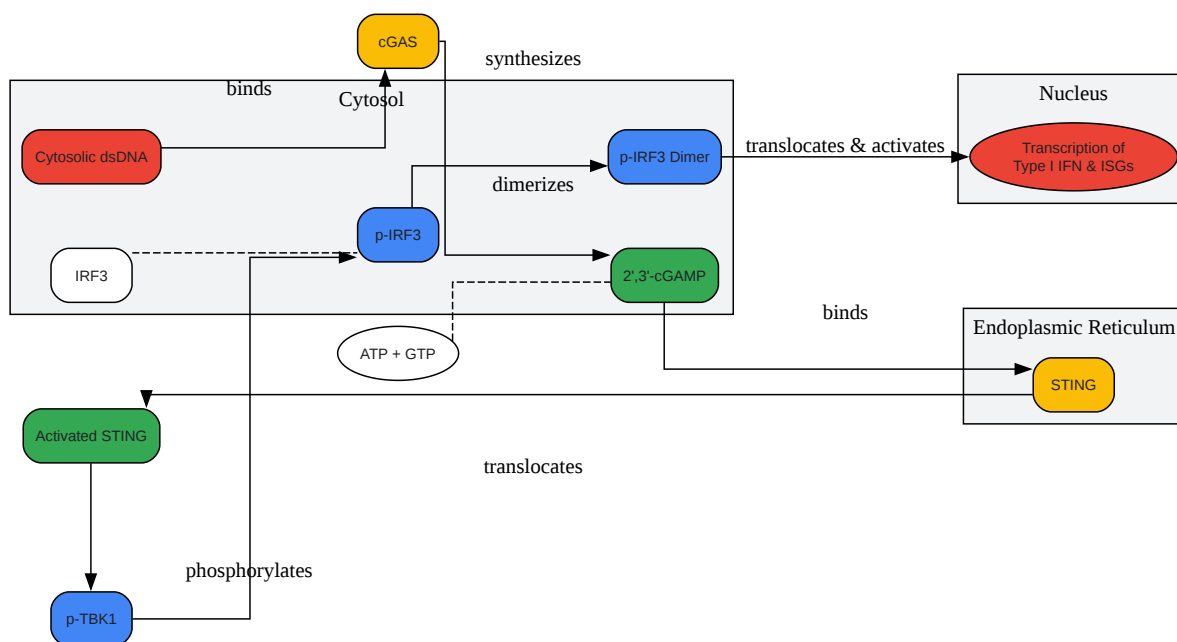 cGAS
synthesizes
binds
Cytosol
Nucleus
Cytosolic dsDNA
p-IRF3 Dimer
translocates & activates
Transcription of
Type I IFN & ISGs
dimerizes
p-IRF3
IRF3
2',3'-cGAMP
binds
Endoplasmic Reticulum
ATP + GTP
STING
Activated STING
translocates
phosphorylates
p-TBK1